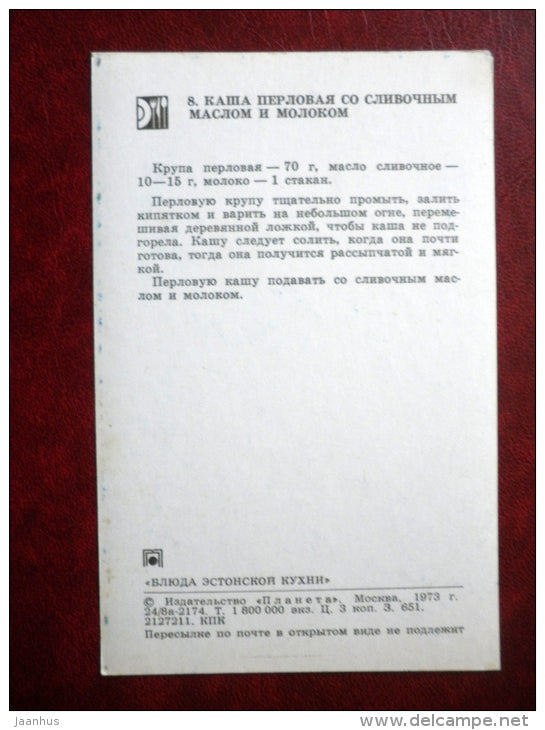 8. КАША ПЕРЛОВАЯ СО СЛИВОЧНЫМ
МАСЛОМ И МОЛОКОМ
Крупа перловая — 70 г, масло сливочное —
10—15 г, молоко — 1 стакан.
Перловую крупу тщательно промыть, залить
кипятком и варить на небольшом огне, переме-
шивая деревянной ложкой, чтобы каша не под-
горела. Кашу следует солить, когда она почти
готова, тогда она получится рассыпчатой и мяг-
кой.
Перловую кашу подавать со сливочным мас-
лом и молоком.
«БЛЮДА ЭСТОНСКОЙ КУХНИ»
© Издательство «Планета», Москва, 1973 г.
24/8а-2174. Т. 1 800 000 экз. Ц. 3 коп. З. 651.
2127211. КПК
Пересылке по почте в открытом виде не подлежит
jaanhus
www.delcampe.net